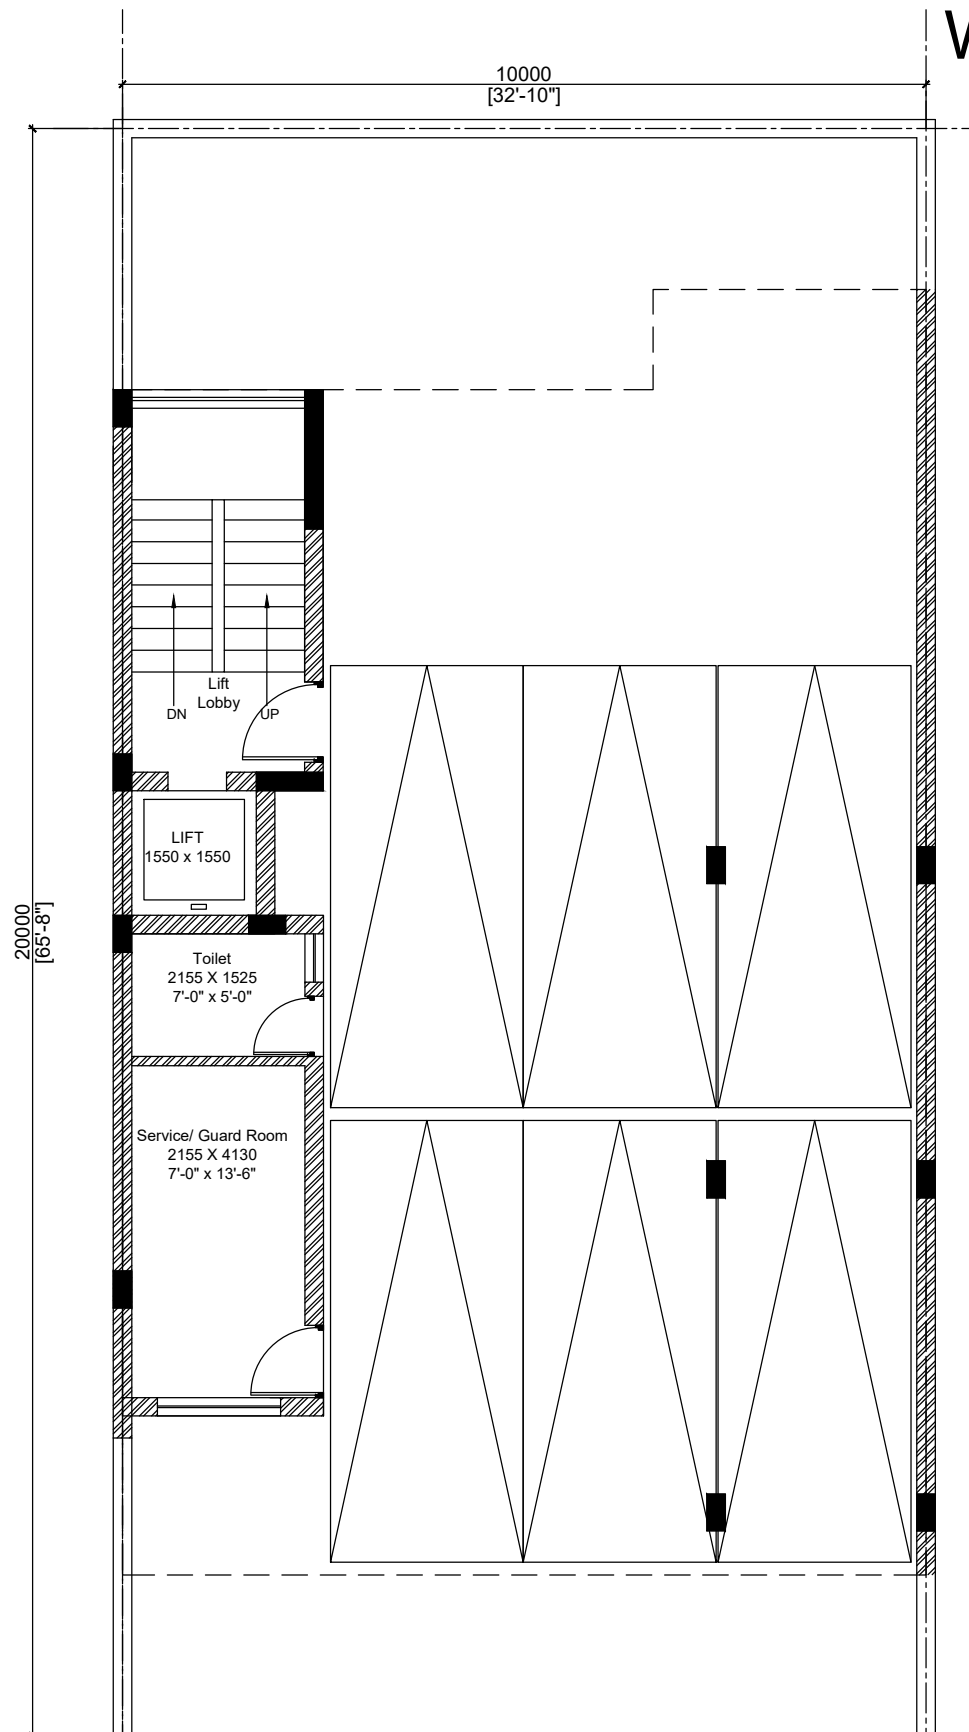 10000
[32'-10"]
Lift
Lobby
DN
UP
LIFT
1550 x 1550
20000
[65'-8"]
Toilet
2155 X 1525
7'-0" x 5'-0"
Service/ Guard Room
2155 X 4130
7'-0" x 13'-6"